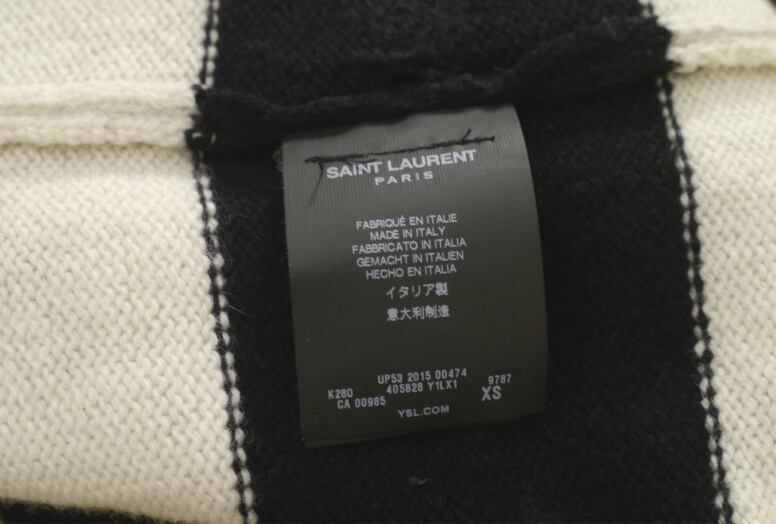 SAINT LAURENT
PARIS
FABRIQUÉ EN ITALIE
MADE IN ITALY
FABBRICATO IN ITALIA
GEMACHT IN ITALIEN
HECHO EN ITALIA
イタリア製
意大利制造
UP53 2015 00474
K280 405828 Y1LX1 9787
CA 00985 XS
YSL.COM